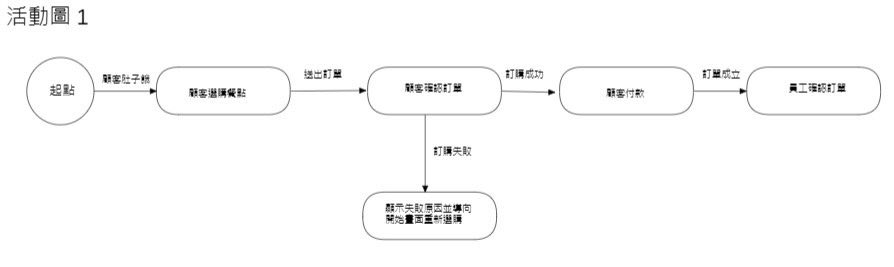 活動圖 1
起點
顧客肚子餓
顧客選購餐點
送出訂單
顧客確認訂單
訂購成功
顧客付款
訂單成立
員工確認訂單
訂購失敗
顯示失敗原因並導向
開始畫面重新選購